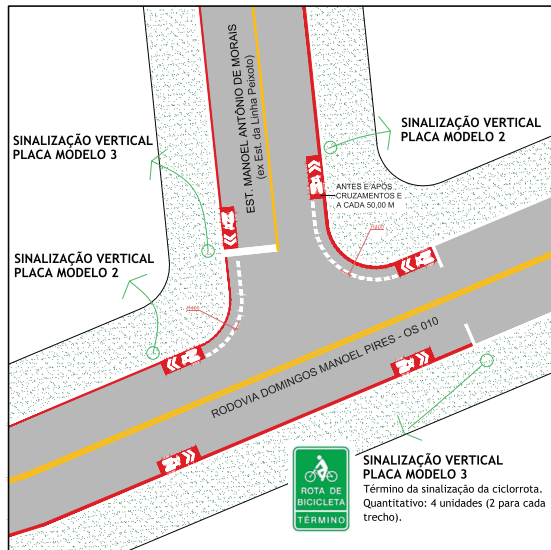 EST. MANOEL ANTÔNIO DE MORAIS
(ex Est. da Linha Peixoto)
SINALIZAÇÃO VERTICAL
PLACA MODELO 2
SINALIZAÇÃO VERTICAL
PLACA MODELO 3
ANTES E APÓS
CRUZAMENTOS E
A CADA 50,00 M
SINALIZAÇÃO VERTICAL
PLACA MODELO 2
RODOVIA DOMINGOS MANOEL PIRES - OS 010
ROTA DE
BICICLETA
TÉRMINO
SINALIZAÇÃO VERTICAL
PLACA MODELO 3
Término da sinalização da ciclorrota.
Quantitativo: 4 unidades (2 para cada
trecho).